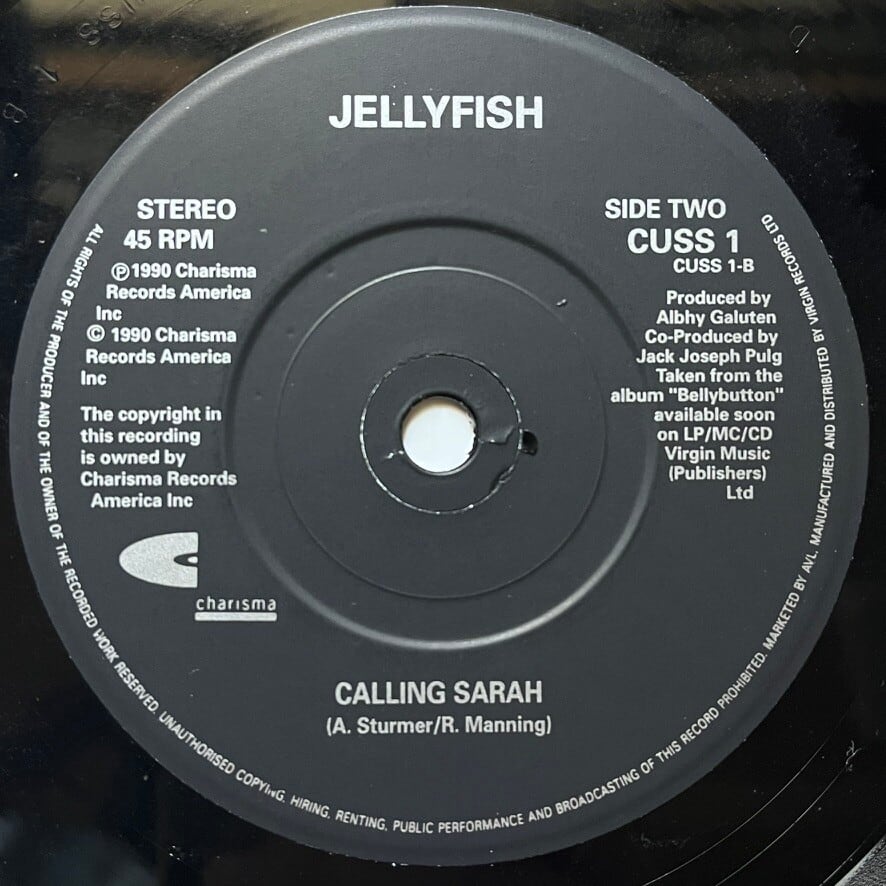 JELLYFISH
STEREO
45 RPM
℗1990 Charisma
Records America
Inc
© 1990 Charisma
Records America
Inc
The copyright in
this recording
is owned by
Charisma Records
America Inc
charisma
SIDE TWO
CUSS 1
CUSS 1-B
Produced by
Albhy Galuten
Co-Produced by
Jack Joseph Pulg
Taken from the
album "Bellybutton"
available soon
on LP/MC/CD
Virgin Music
(Publishers)
Ltd
CALLING SARAH
(A. Sturmer/R. Manning)
ALL RIGHTS OF THE PRODUCER AND OF THE OWNER OF THE RECORDED WORK RESERVED. UNAUTHORISED COPYING, HIRING, RENTING, PUBLIC PERFORMANCE AND BROADCASTING OF THIS RECORD PROHIBITED. MARKETED BY AVL. MANUFACTURED AND DISTRIBUTED BY VIRGIN RECORDS LTD